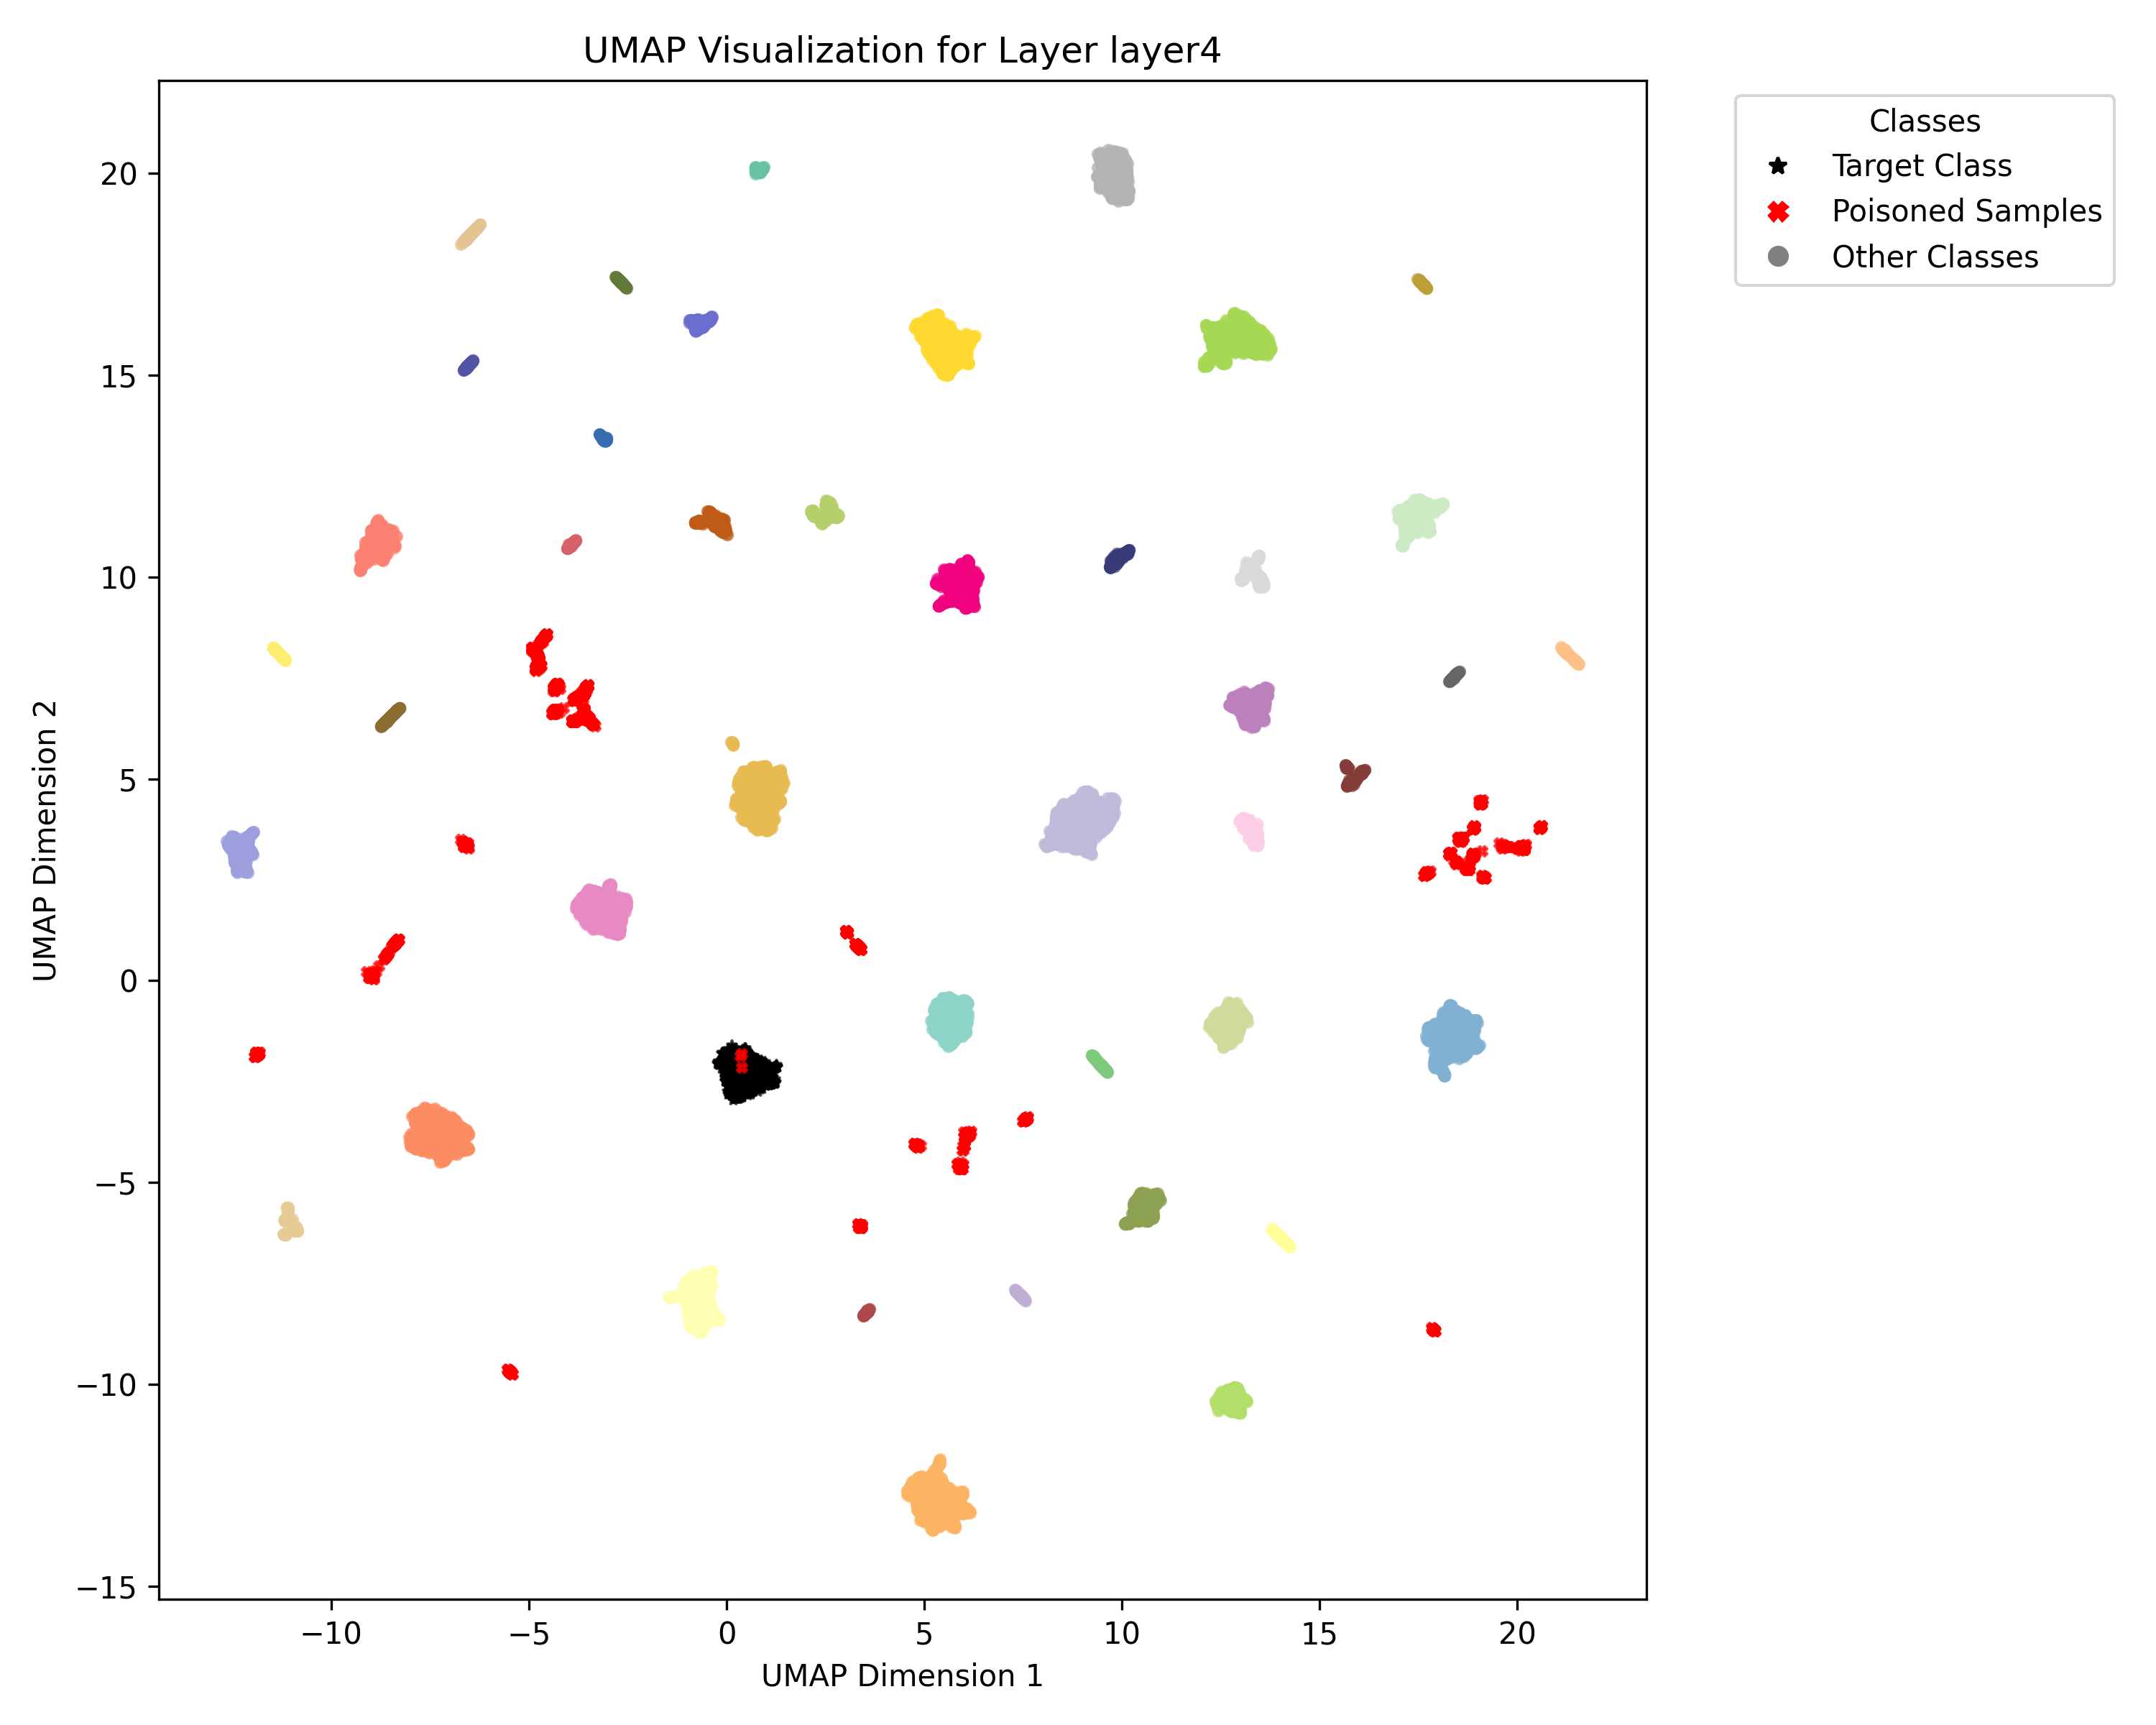 UMAP Visualization for Layer layer4
Classes
Target Class
Poisoned Samples
Other Classes
UMAP Dimension 2
20
15
10
5
0
−5
−10
−15
−10
−5
0
5
10
15
20
UMAP Dimension 1